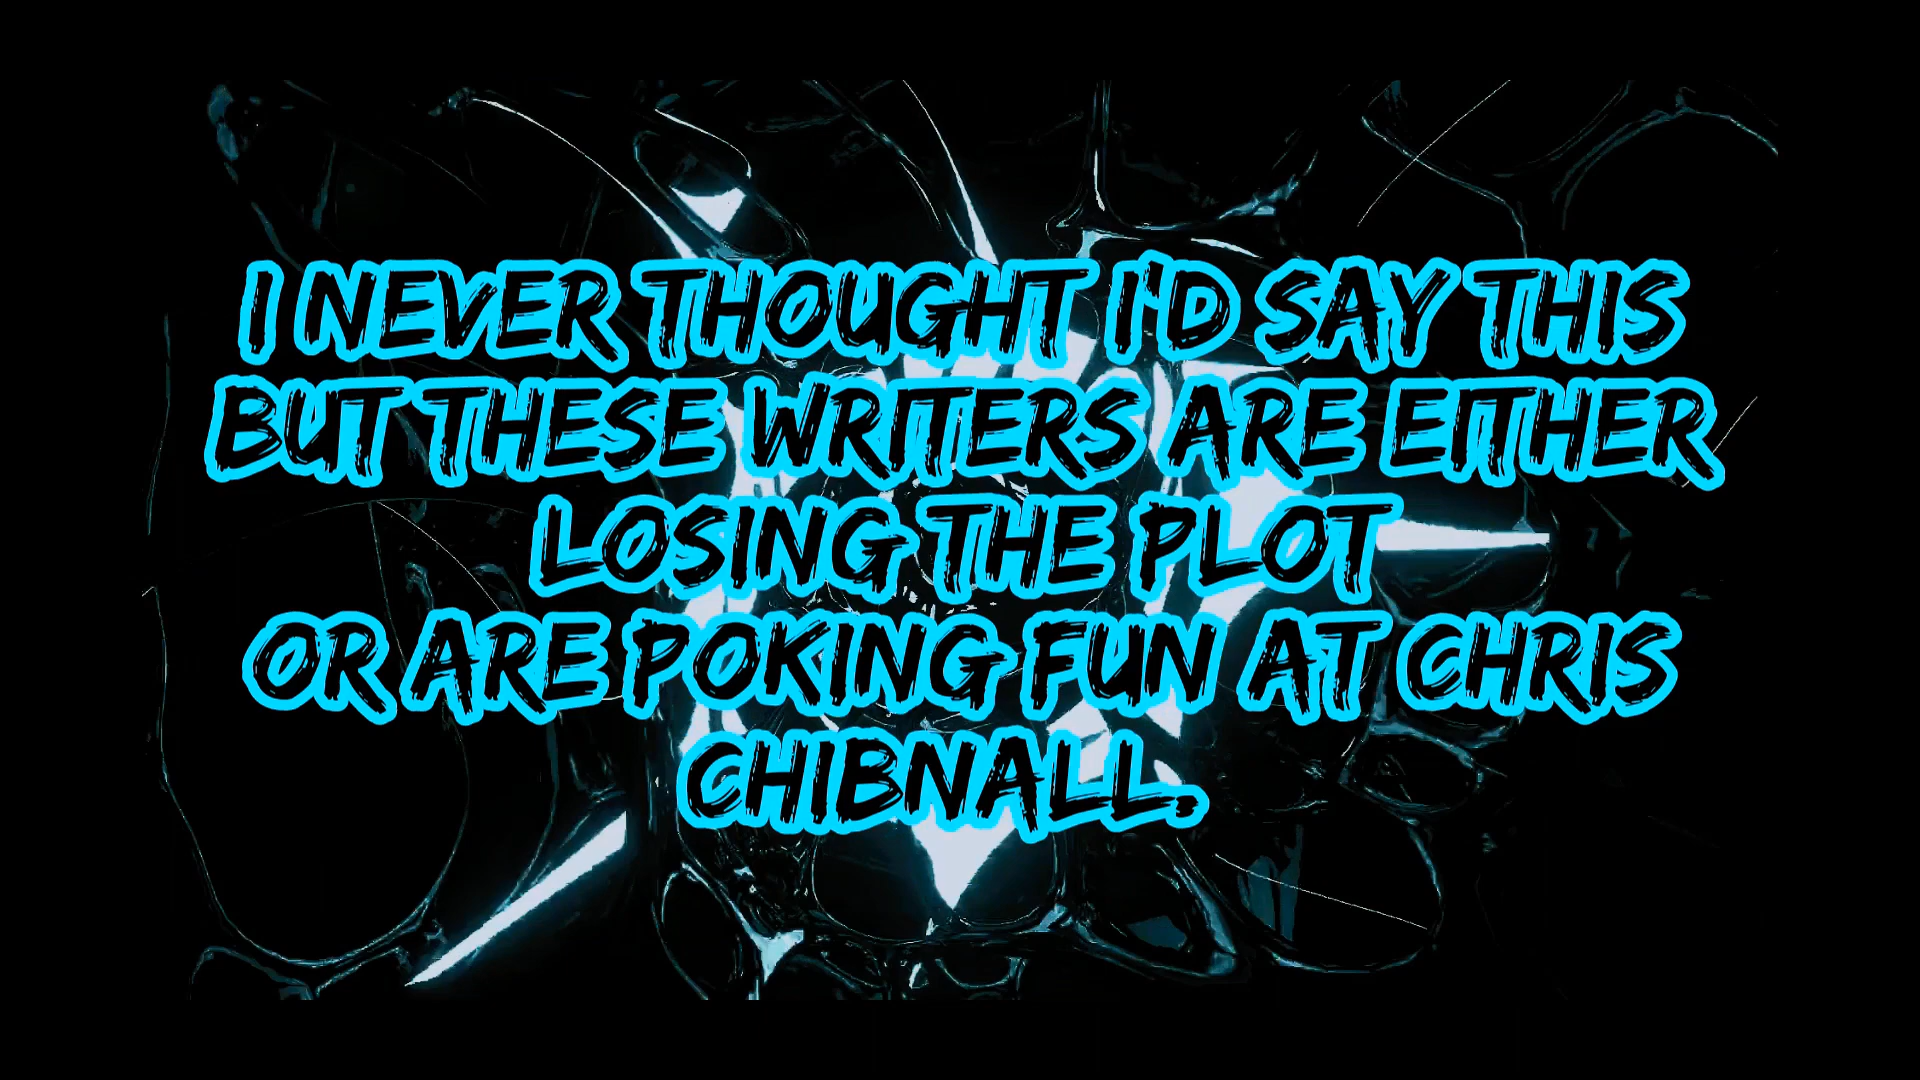 I NEVER THOUGHT I'D SAY THIS
BUT THESE WRITERS ARE EITHER
LOSING THE PLOT
OR ARE POKING FUN AT CHRIS
CHIBNALL.